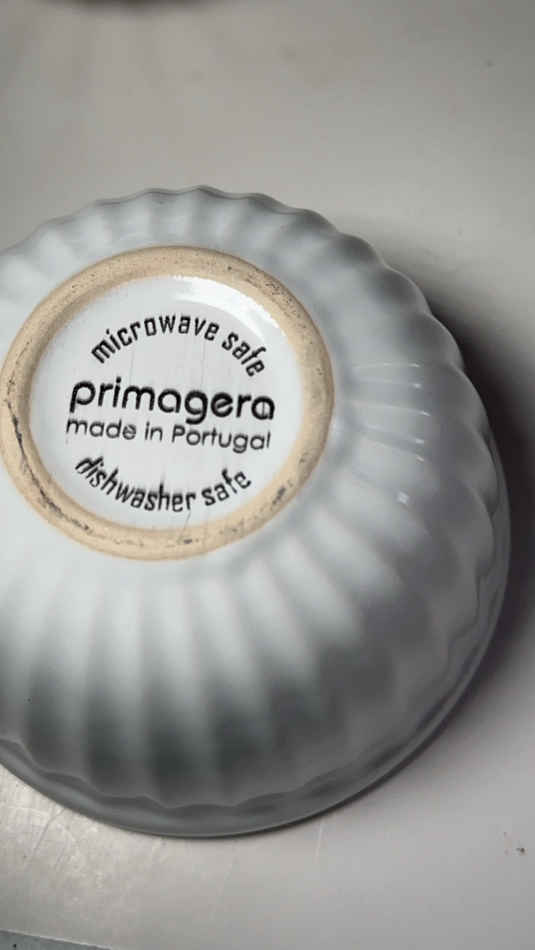 microwave safe
primagera
made in Portugal
dishwasher safe